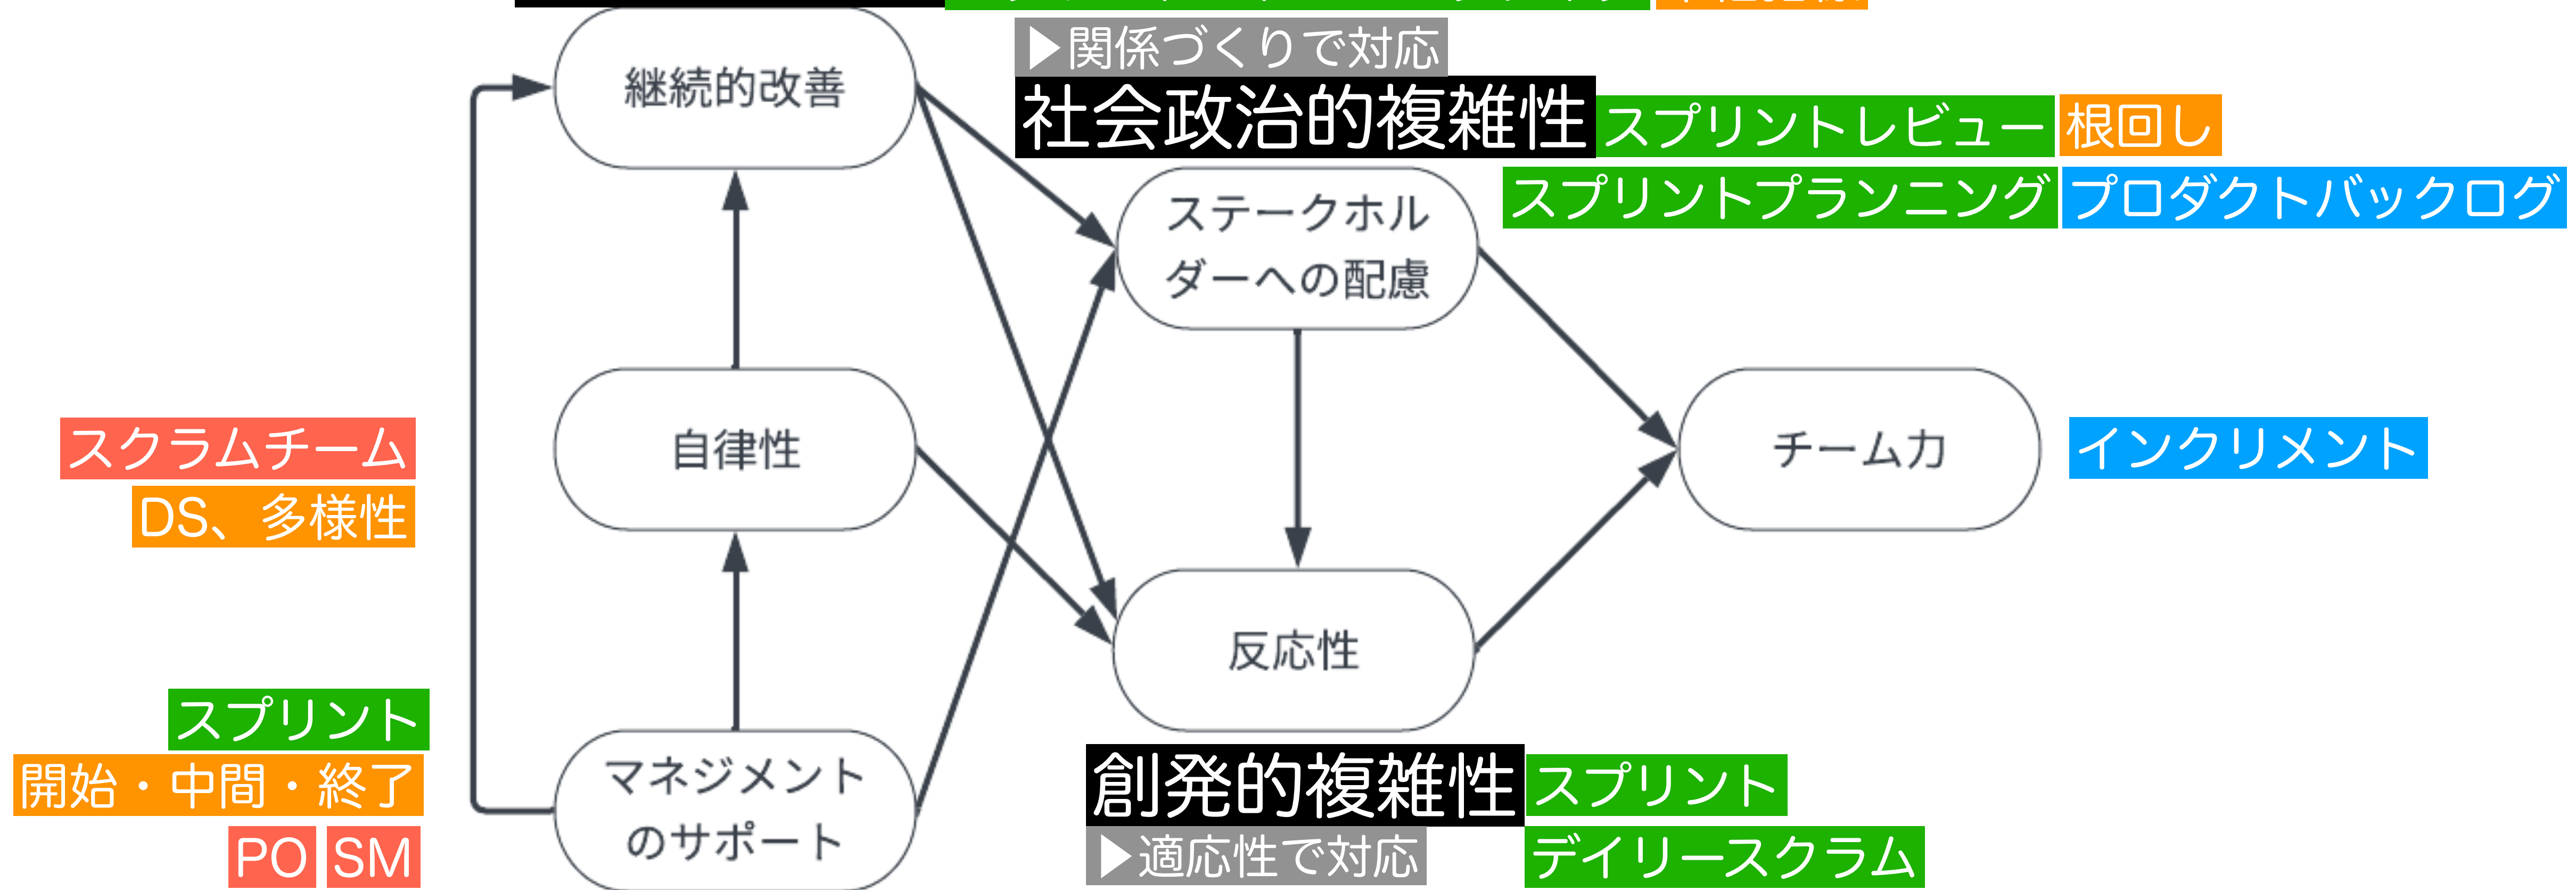 ▶関係づくりで対応
継続的改善
社会政治的複雑性
スプリントレビュー
根回し
スプリントプランニング
プロダクトバックログ
ステークホル
ダーへの配慮
スクラムチーム
自律性
チーム力
インクリメント
DS、多様性
反応性
スプリント
開始・中間・終了
マネジメント
のサポート
創発的複雑性
スプリント
PO
SM
▶適応性で対応
デイリースクラム